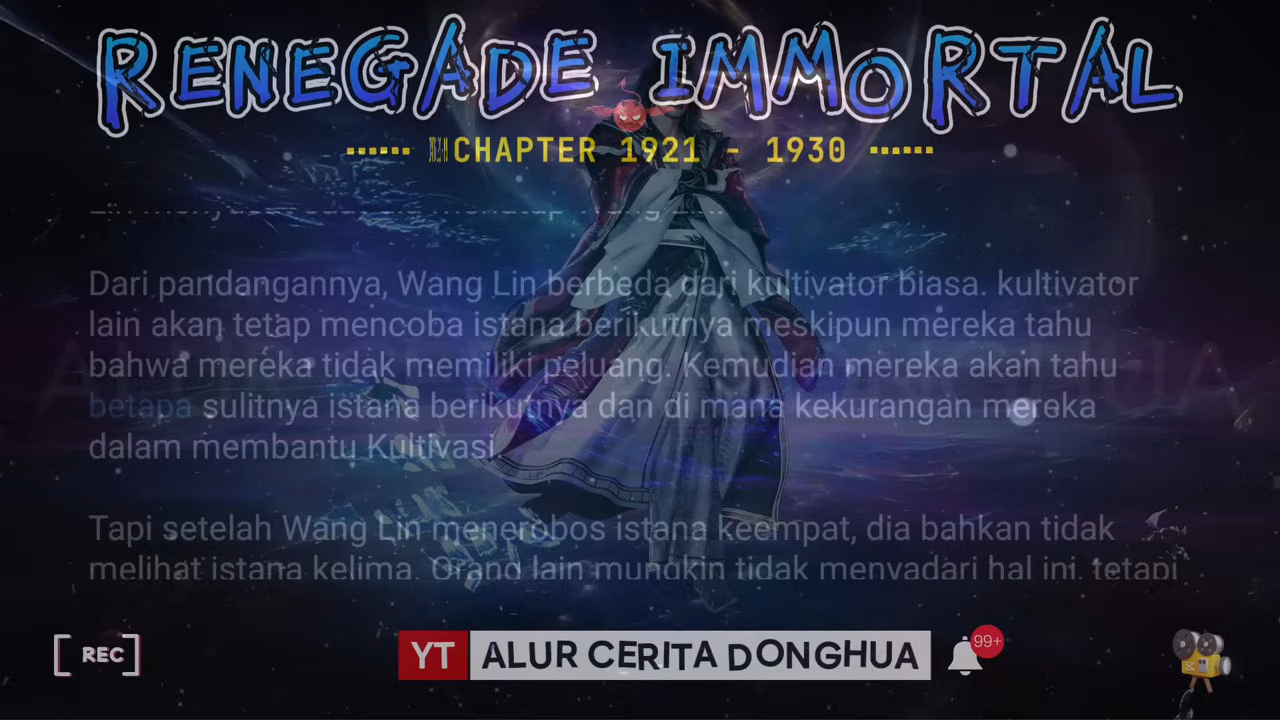 RENEGADE IMMORTAL
CHAPTER 1921 - 1930
Dari pandangannya, Wang Lin berbeda dari kultivator biasa. kultivator
lain akan tetap mencoba istana berikutnya meskipun mereka tahu
bahwa mereka tidak memiliki peluang. Kemudian mereka akan tahu
betapa sulitnya istana berikutnya dan di mana kekurangan mereka
dalam membantu Kultivasi
Tapi setelah Wang Lin menerobos istana keempat, dia bahkan tidak
melihat istana kelima. Orang lain mungkin tidak menyadari hal ini, tetapi
REC
YT ALUR CERITA DONGHUA
99+